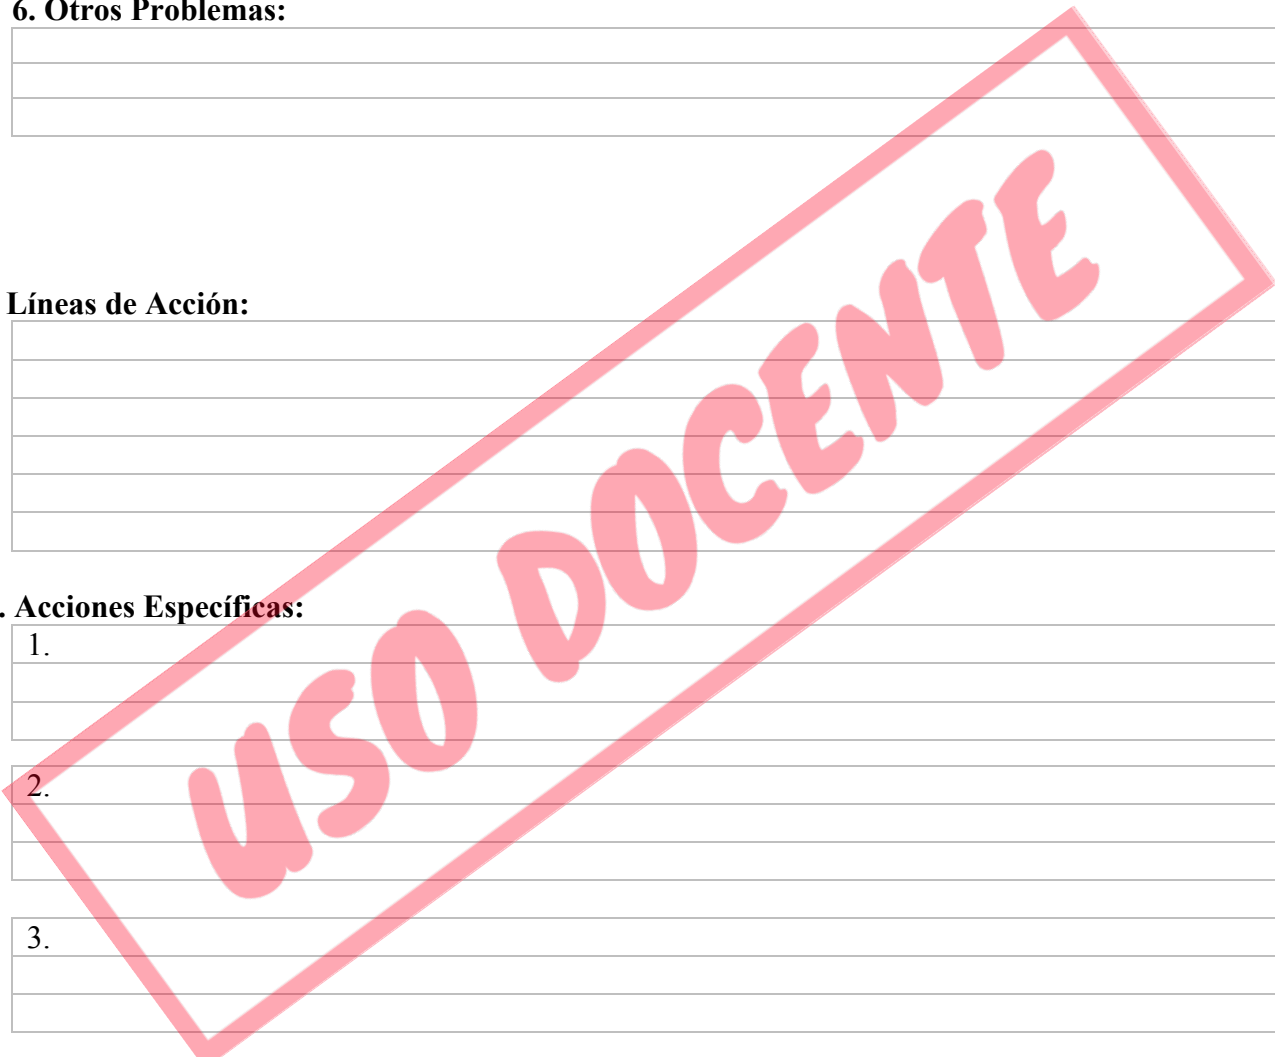 6. Otros Problemas:
Líneas de Acción:
. Acciones Específicas:
1.
2.
3.
USO DOCENTE